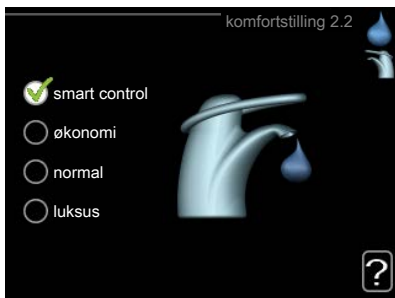 komfortstilling 2.2
smart control
økonomi
normal
luksus
?